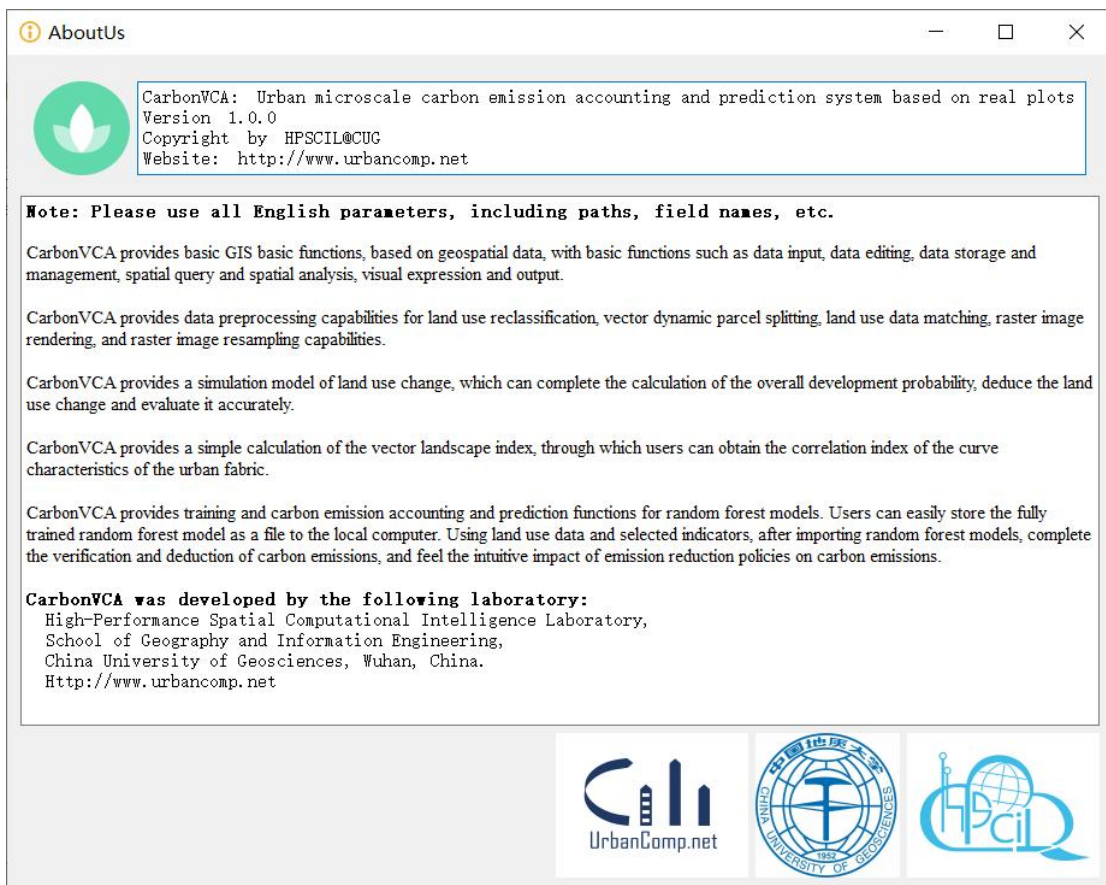 AboutUs
CarbonVCA: Urban microscale carbon emission accounting and prediction system based on real plots
Version 1.0.0
Copyright by HPSCIL@CUG
Website: http://www.urbancomp.net
Note: Please use all English parameters, including paths, field names, etc.
CarbonVCA provides basic GIS basic functions, based on geospatial data, with basic functions such as data input, data editing, data storage and
management, spatial query and spatial analysis, visual expression and output.
CarbonVCA provides data preprocessing capabilities for land use reclassification, vector dynamic parcel splitting, land use data matching, raster image
rendering, and raster image resampling capabilities.
CarbonVCA provides a simulation model of land use change, which can complete the calculation of the overall development probability, deduce the land
use change and evaluate it accurately.
CarbonVCA provides a simple calculation of the vector landscape index, through which users can obtain the correlation index of the curve
characteristics of the urban fabric.
CarbonVCA provides training and carbon emission accounting and prediction functions for random forest models. Users can easily store the fully
trained random forest model as a file to the local computer. Using land use data and selected indicators, after importing random forest models, complete
the verification and deduction of carbon emissions, and feel the intuitive impact of emission reduction policies on carbon emissions.
CarbonVCA was developed by the following laboratory:
High-Performance Spatial Computational Intelligence Laboratory,
School of Geography and Information Engineering,
China University of Geosciences, Wuhan, China.
Http://www.urbancomp.net
UrbanComp.net
中国地质大学
CHINA UNIVERSITY OF GEOSCIENCES
1952
HPSCIL